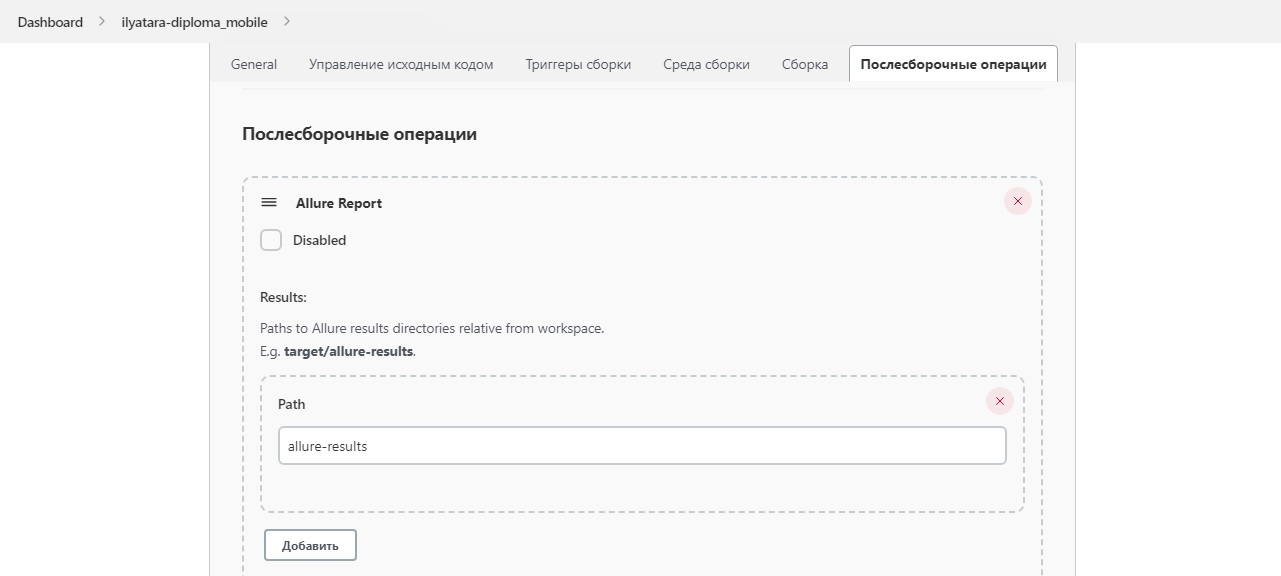 Dashboard > ilyatara-diploma_mobile >
General Управление исходным кодом Триггеры сборки Среда сборки Сборка Послесборочные операции
Послесборочные операции
Allure Report
Disabled
Results:
Paths to Allure results directories relative from workspace.
E.g. target/allure-results.
Path
allure-results
Добавить